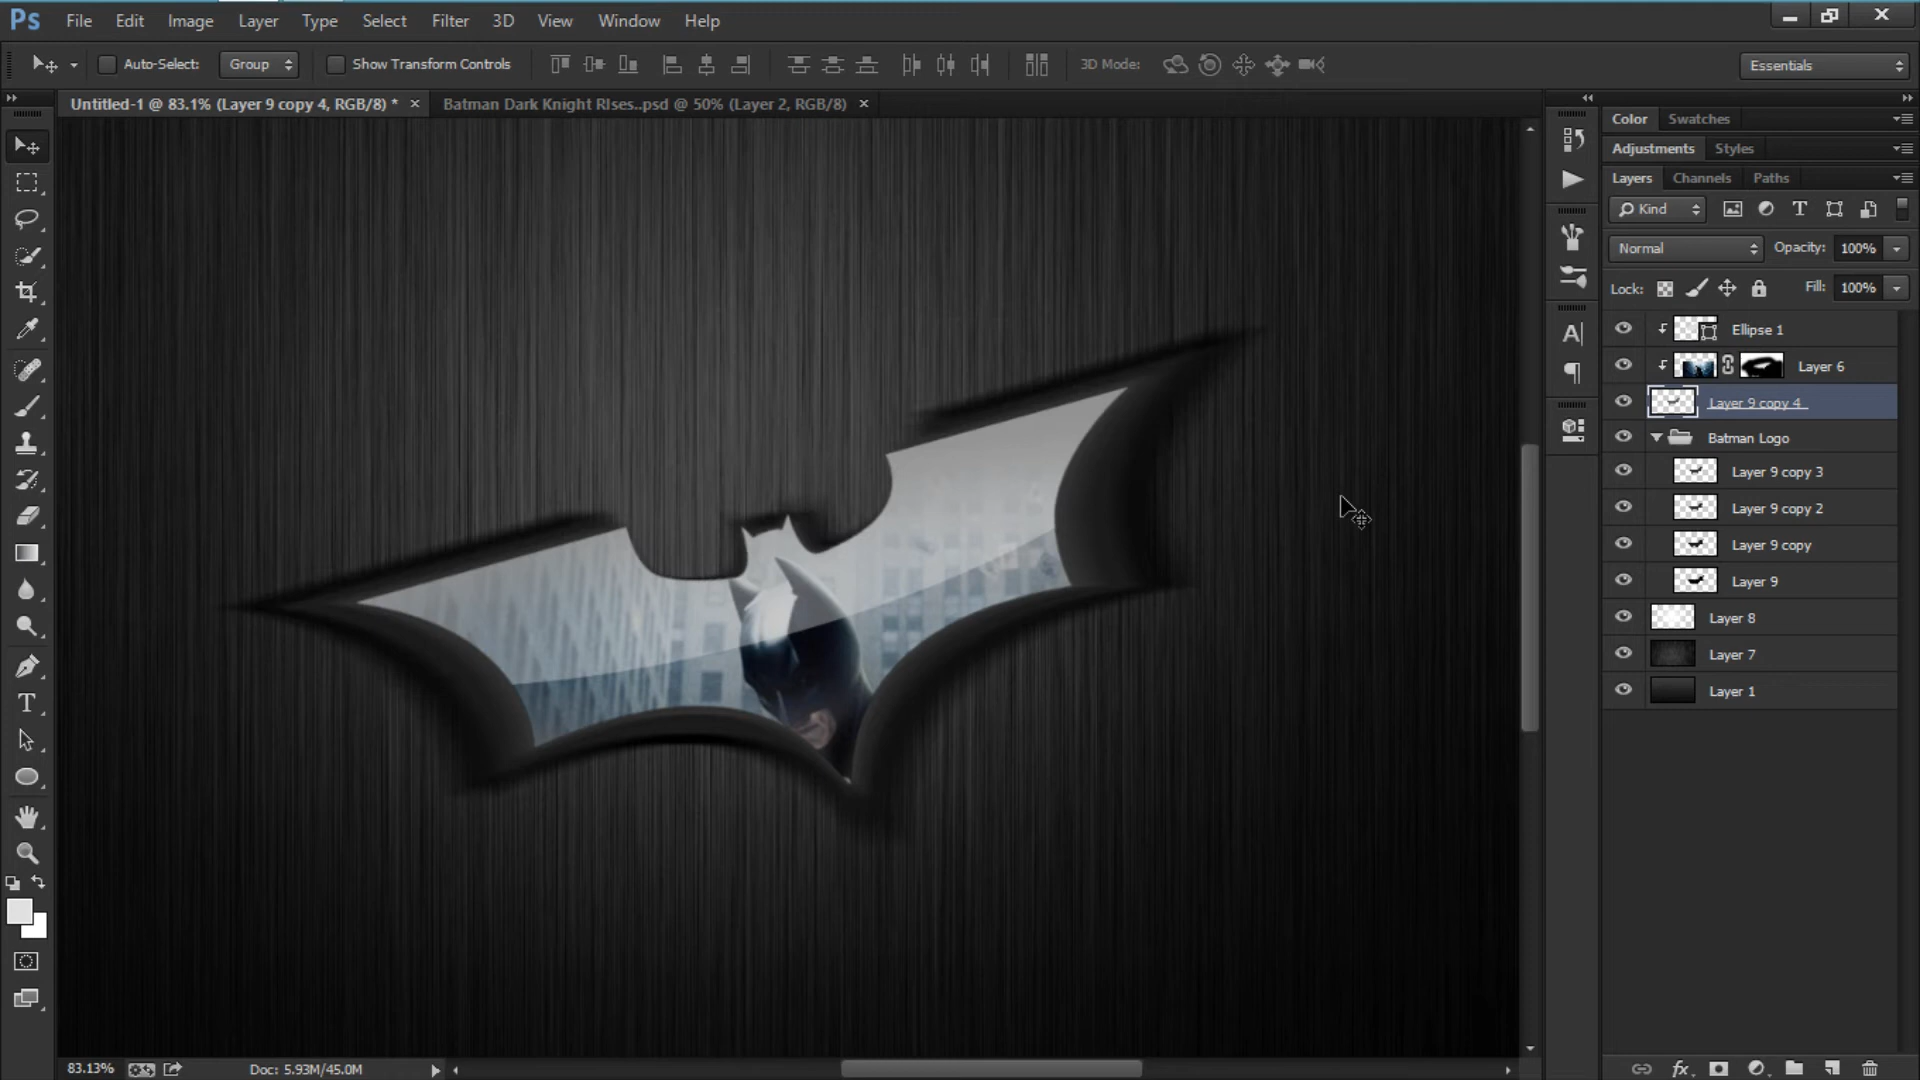 Ps File Edit Image Layer Type Select Filter 3D View Window Help
Auto-Select: Group Show Transform Controls 3D Mode: Essentials
Untitled-1 @ 83.1% (Layer 9 copy 4, RGB/8) * × Batman Dark Knight RIses..psd @ 50% (Layer 2, RGB/8) ×
Color Swatches
Adjustments Styles
Layers Channels Paths
Kind
Normal Opacity: 100%
Lock: Fill: 100%
Ellipse 1
Layer 6
Layer 9 copy 4
Batman Logo
Layer 9 copy 3
Layer 9 copy 2
Layer 9 copy
Layer 9
Layer 8
Layer 7
Layer 1
83.13% Doc: 5.93M/45.0M